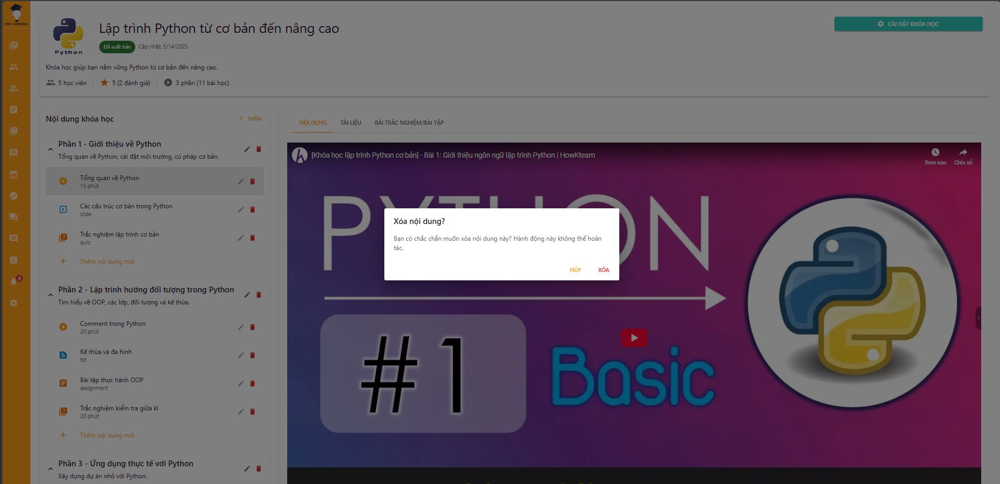 DNC LEARNING
Python
Lập trình Python từ cơ bản đến nâng cao
Đã xuất bản
Cập nhật: 5/14/2025
CÀI ĐẶT KHÓA HỌC
Khóa học giúp bạn nắm vững Python từ cơ bản đến nâng cao.
5 học viên
5 (2 đánh giá)
3 phần (11 bài học)
8
Nội dung khóa học
THÊM
Phần 1 - Giới thiệu về Python
Tổng quan về Python, cài đặt môi trường, cú pháp cơ bản.
Tổng quan về Python
15 phút
Các cấu trúc cơ bản trong Python
slide
Trắc nghiệm lập trình cơ bản
quiz
Thêm nội dung mới
Phần 2 - Lập trình hướng đối tượng trong Python
Tìm hiểu về OOP, các lớp, đối tượng và kế thừa.
Comment trong Python
20 phút
Kế thừa và đa hình
txt
Bài tập thực hành OOP
assignment
Trắc nghiệm kiểm tra giữa kì
20 phút
Thêm nội dung mới
Phần 3 - Ứng dụng thực tế với Python
Xây dựng dự án nhỏ với Python.
NỘI DUNG
TÀI LIỆU
BÀI TRẮC NGHIỆM/BÀI TẬP
[Khóa học lập trình Python cơ bản] - Bài 1: Giới thiệu ngôn ngữ lập trình Python | HowKteam
Xem sau
Chia sẻ
PYTHON
Xóa nội dung?
Bạn có chắc chắn muốn xóa nội dung này? Hành động này không thể hoàn
tác.
HỦY
XÓA
#1
Basic